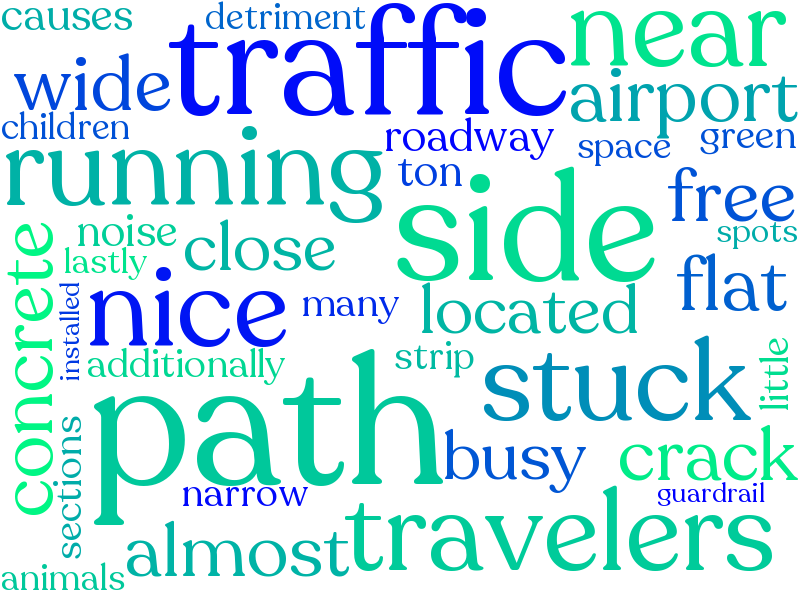 causes
detriment
traffic
near
wide
airport
children
roadway
space
green
running
ton
side
free
spots
noise
close
lastly
concrete
installed
nice
many
located
flat
additionally
strip
stuck
little
path
busy
crack
sections
narrow
guardrail
travelers
almost
animals